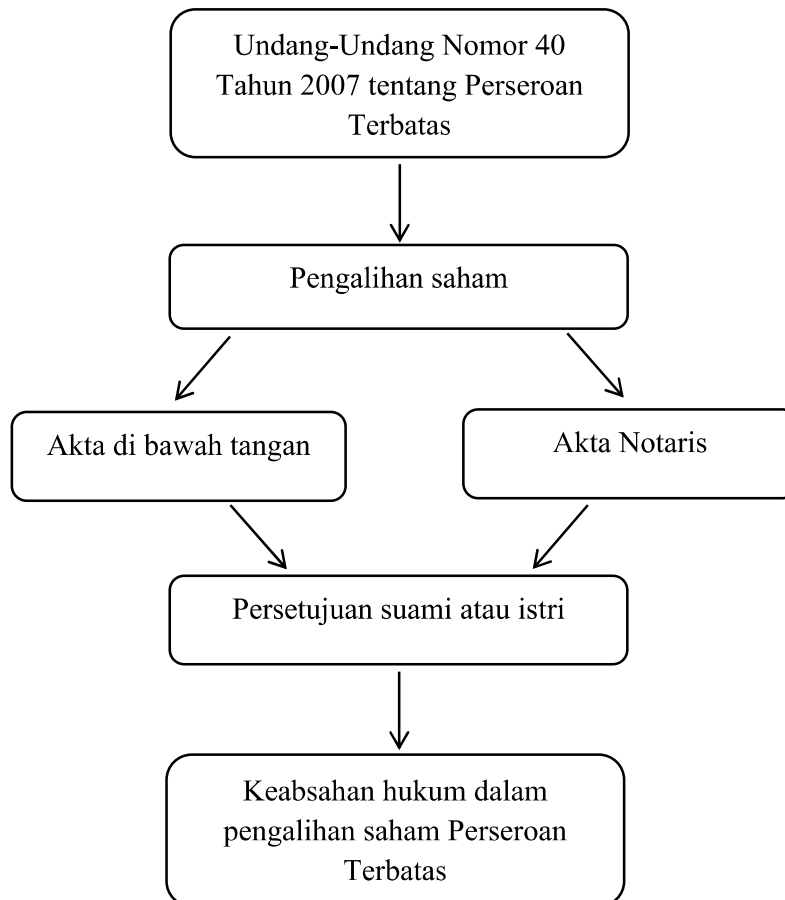 Undang-Undang Nomor 40
Tahun 2007 tentang Perseroan
Terbatas
Pengalihan saham
Akta di bawah tangan
Akta Notaris
Persetujuan suami atau istri
Keabsahan hukum dalam
pengalihan saham Perseroan
Terbatas